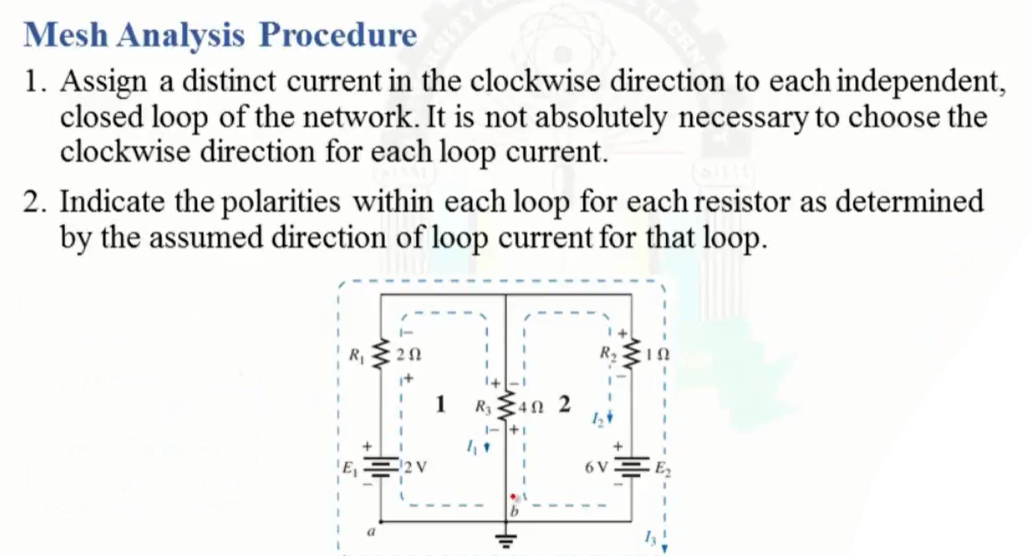 Mesh Analysis Procedure
1. Assign a distinct current in the clockwise direction to each independent,
closed loop of the network. It is not absolutely necessary to choose the
clockwise direction for each loop current.
2. Indicate the polarities within each loop for each resistor as determined
by the assumed direction of loop current for that loop.
R₁ 2 Ω
R₂ 1 Ω
1 R₃ 4 Ω 2
I₁ I₂
E₁ 2 V
6 V E₂
a b
I₃